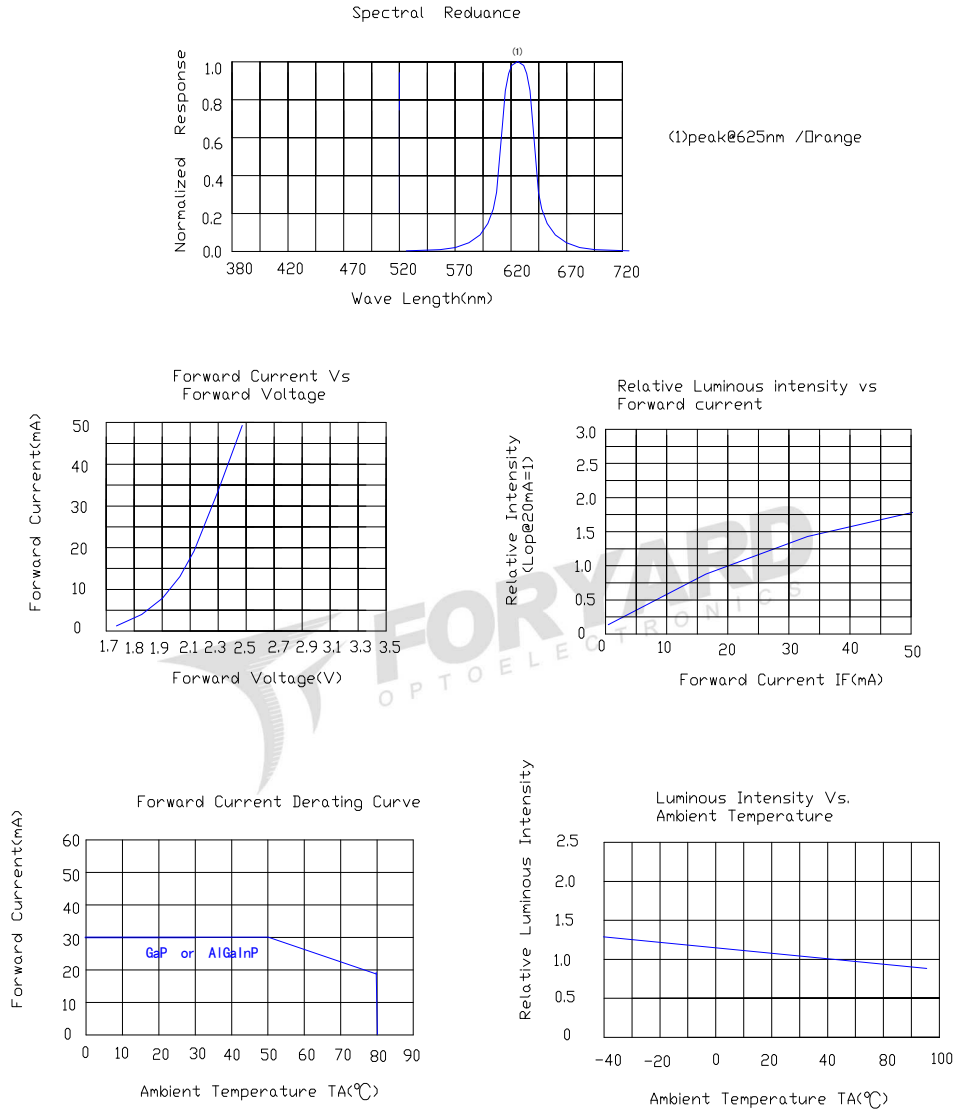 Spectral Reduance
(1)
Normalized Response
1.0
0.8
0.6
0.4
0.2
0.0
380 420 470 520 570 620 670 720
Wave Length(nm)
(1)peak@625nm /Orange
Forward Current Vs
Forward Voltage
Forward Current(mA)
50
40
30
20
10
0
1.7 1.8 1.9 2.1 2.3 2.5 2.7 2.9 3.1 3.3 3.5
Forward Voltage(V)
Relative Luminous intensity vs
Forward current
Relative Intensity
(Lop@20mA=1)
3.0
2.5
2.0
1.5
1.0
0.5
0
0 10 20 30 40 50
Forward Current IF(mA)
FORYARD
OPTOELECTRONICS
Forward Current Derating Curve
Forward Current(mA)
60
50
40
30
20
10
0
GaP or AlGaInP
0 10 20 30 40 50 60 70 80 90
Ambient Temperature TA(℃)
Luminous Intensity Vs.
Ambient Temperature
Relative Luminous Intensity
2.5
2.0
1.5
1.0
0.5
0
-40 -20 0 20 40 80 100
Ambient Temperature TA(℃)